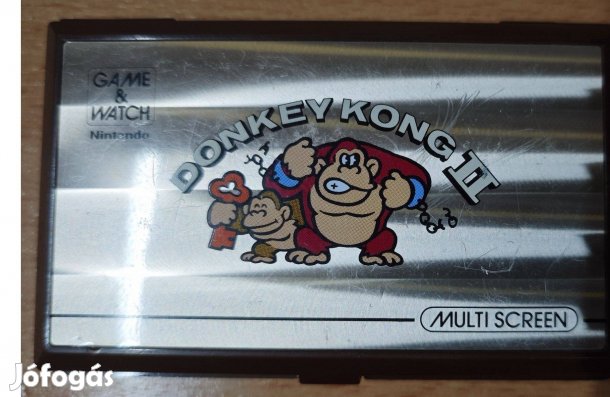 GAME
&
WATCH
Nintendo
DONKEY KONG II
MULTI SCREEN
Jófogás